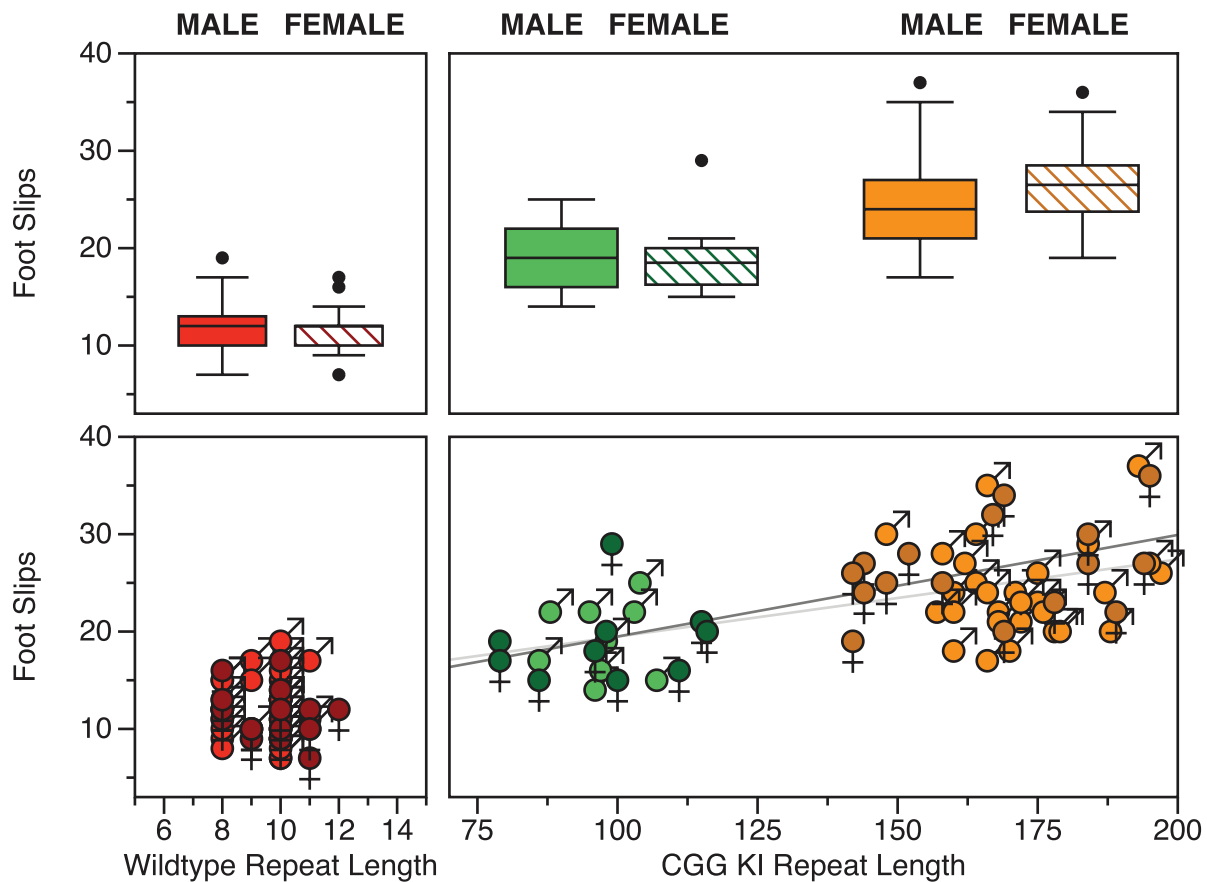 MALE FEMALE MALE FEMALE MALE FEMALE
40
30
20
10
Foot Slips
40
30
20
10
Foot Slips
6 8 10 12 14 75 100 125 150 175 200
Wildtype Repeat Length CGG KI Repeat Length